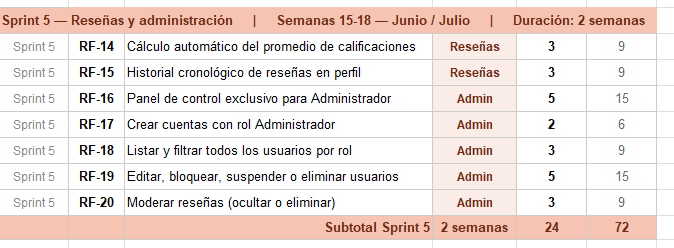 Sprint 5 — Reseñas y administración | Semanas 15-18 — Junio / Julio | Duración: 2 semanas
Sprint 5 RF-14 Cálculo automático del promedio de calificaciones Reseñas 3 9
Sprint 5 RF-15 Historial cronológico de reseñas en perfil Reseñas 3 9
Sprint 5 RF-16 Panel de control exclusivo para Administrador Admin 5 15
Sprint 5 RF-17 Crear cuentas con rol Administrador Admin 2 6
Sprint 5 RF-18 Listar y filtrar todos los usuarios por rol Admin 3 9
Sprint 5 RF-19 Editar, bloquear, suspender o eliminar usuarios Admin 5 15
Sprint 5 RF-20 Moderar reseñas (ocultar o eliminar) Admin 3 9
Subtotal Sprint 5 2 semanas 24 72